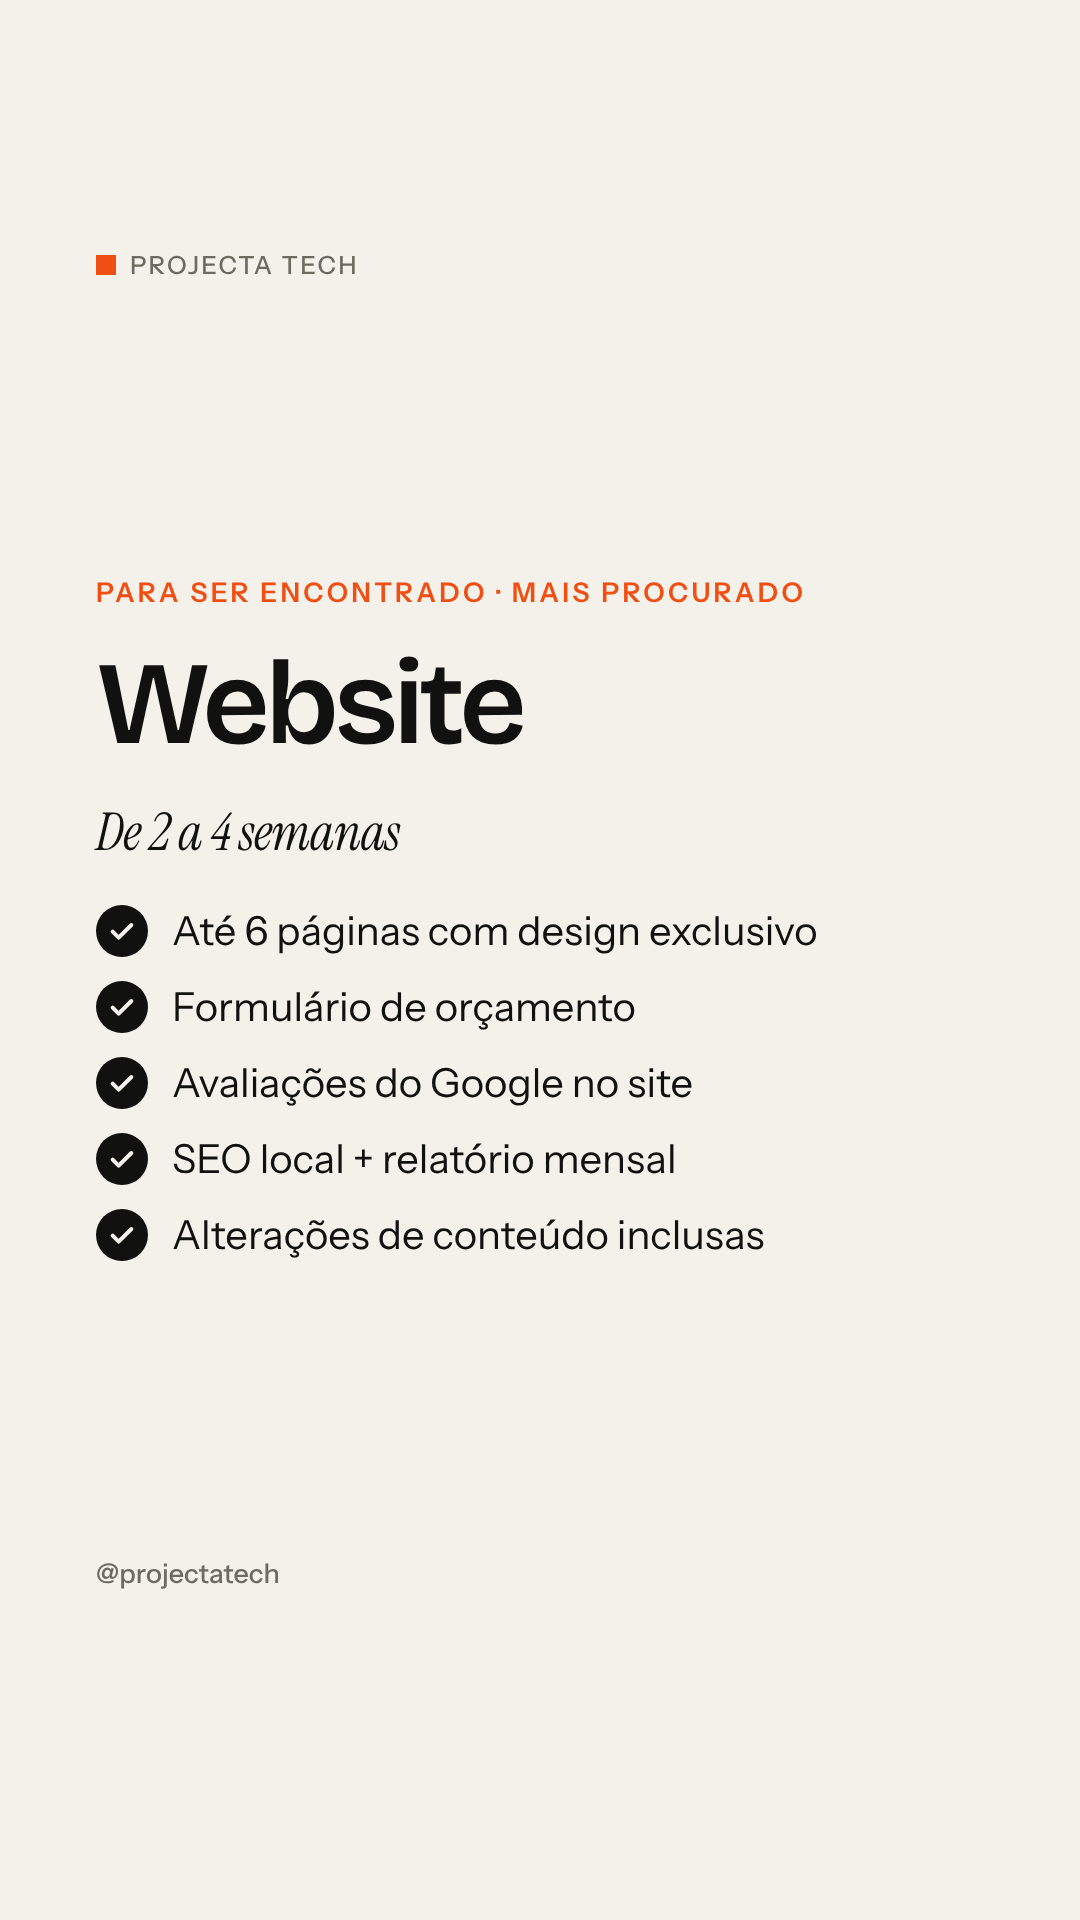 PROJECTA TECH
PARA SER ENCONTRADO · MAIS PROCURADO
Website
De 2 a 4 semanas
Até 6 páginas com design exclusivo
Formulário de orçamento
Avaliações do Google no site
SEO local + relatório mensal
Alterações de conteúdo inclusas
@projectatech